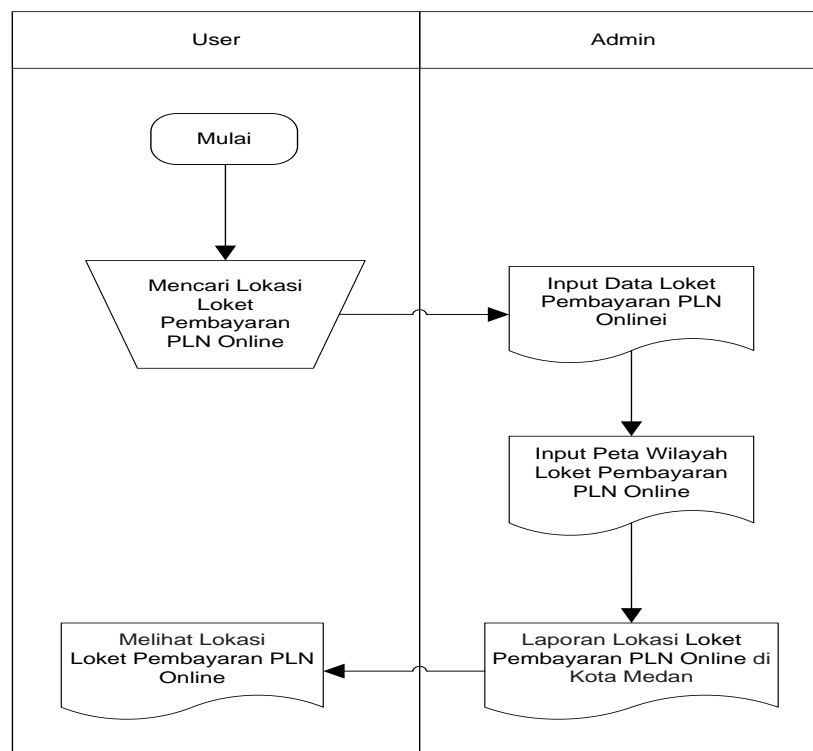 User
Admin
Mulai
Mencari Lokasi
Loket
Pembayaran
PLN Online
Input Data Loket
Pembayaran PLN
Onlinei
Input Peta Wilayah
Loket Pembayaran
PLN Online
Melihat Lokasi
Loket Pembayaran PLN
Online
Laporan Lokasi Loket
Pembayaran PLN Online di
Kota Medan